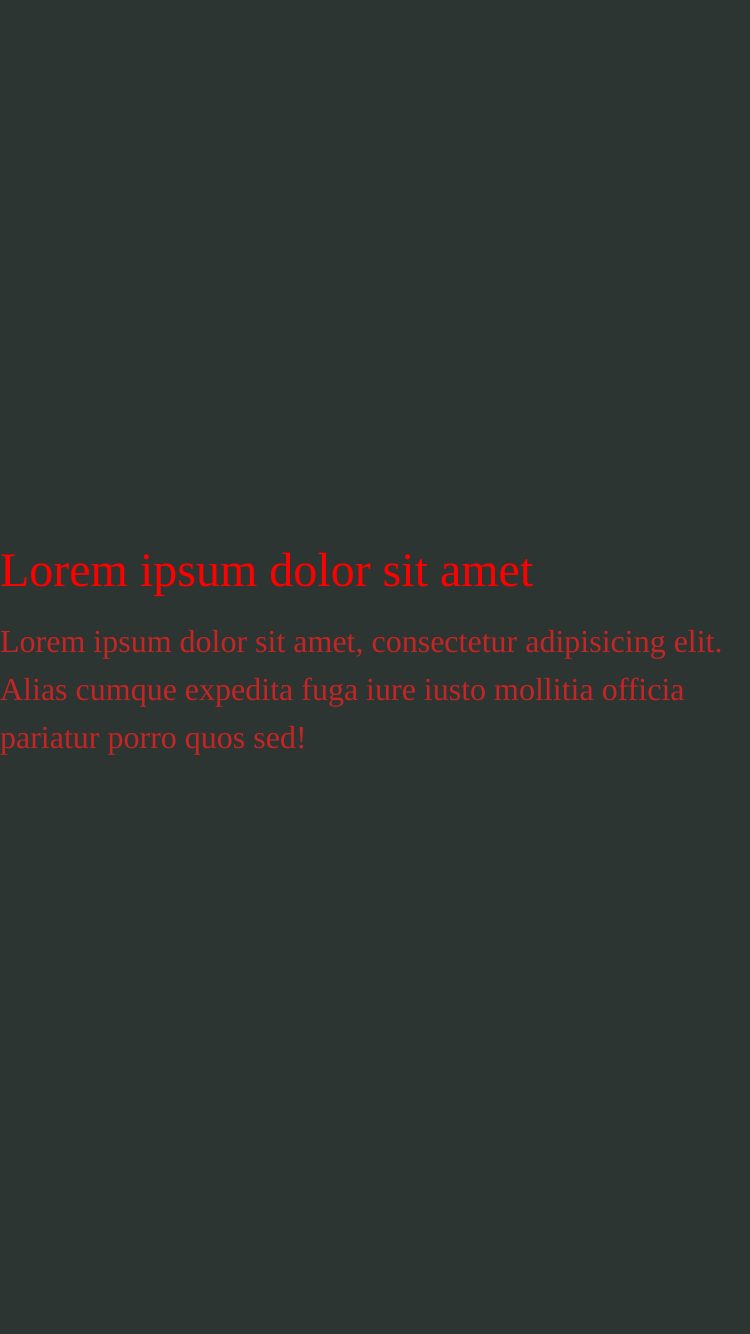 Lorem ipsum dolor sit amet
Lorem ipsum dolor sit amet, consectetur adipisicing elit.
Alias cumque expedita fuga iure iusto mollitia officia
pariatur porro quos sed!